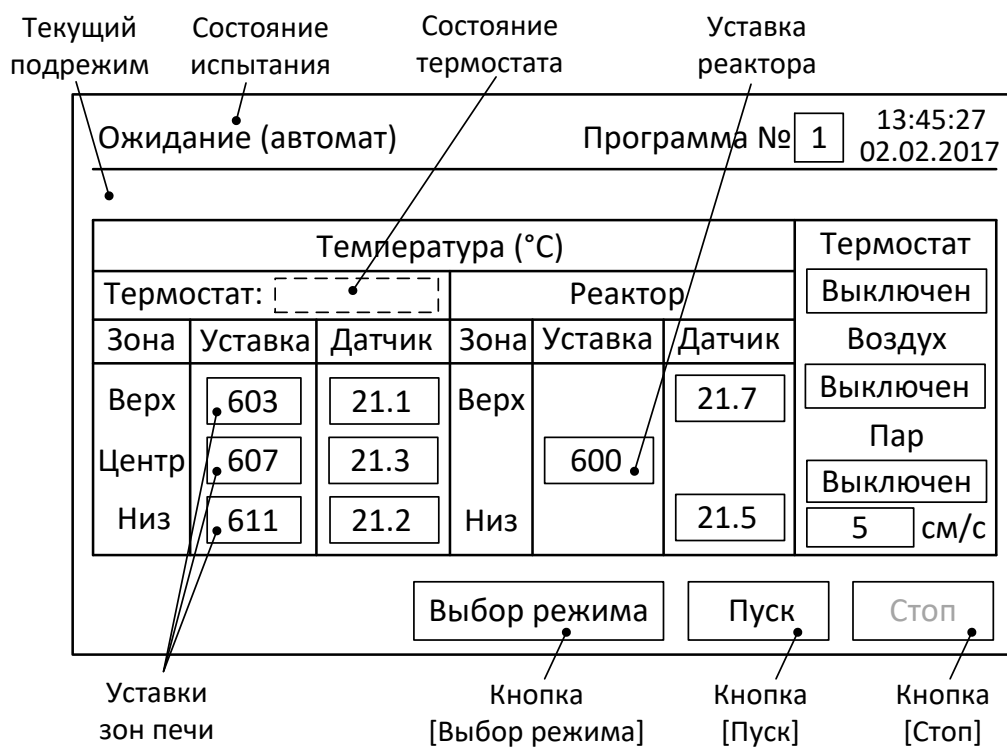 Текущий
подрежим
Состояние
испытания
Состояние
термостата
Уставка
реактора
Ожидание (автомат)
Программа № 1
13:45:27
02.02.2017
Температура (°C)
Термостат:
Реактор
Зона Уставка Датчик Зона Уставка Датчик
Верх 603 21.1 Верх 21.7
Центр 607 21.3 600
Низ 611 21.2 Низ 21.5
Термостат
Выключен
Воздух
Выключен
Пар
Выключен
5 см/с
Выбор режима Пуск Стоп
Уставки
зон печи
Кнопка
[Выбор режима]
Кнопка
[Пуск]
Кнопка
[Стоп]